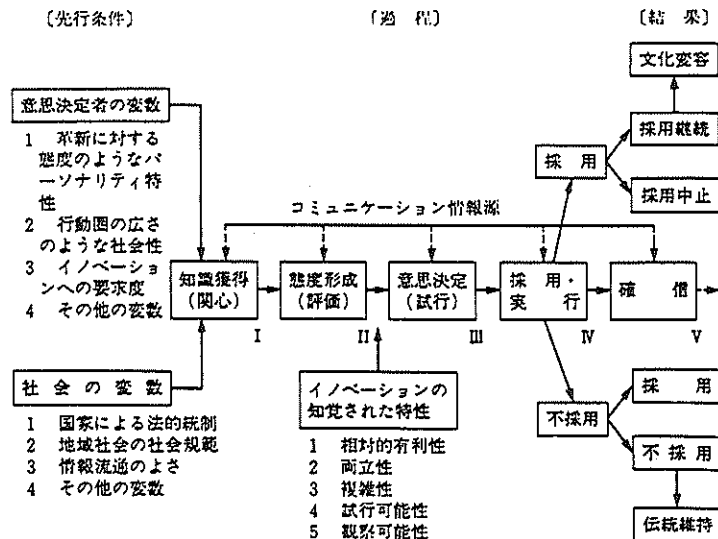 〔先行条件〕
〔過 程〕
〔結 果〕
意思決定者の変数
1 革新に対する
態度のようなパ
ーソナリティ特
性
2 行動圏の広さ
のような社会性
3 イノベーショ
ンへの要求度
4 その他の変数
社会の変数
1 国家による法的統制
2 地域社会の社会規範
3 情報流通のよさ
4 その他の変数
コミュニケーション情報源
知識獲得
(関心)
I
態度形成
(評価)
II
意思決定
(試行)
III
採用・
実 行
IV
確 信
V
イノベーションの
知覚された特性
1 相対的有利性
2 両立性
3 複雑性
4 試行可能性
5 観察可能性
文化変容
採用継続
採 用
採用中止
採 用
不採用
不 採 用
伝統維持